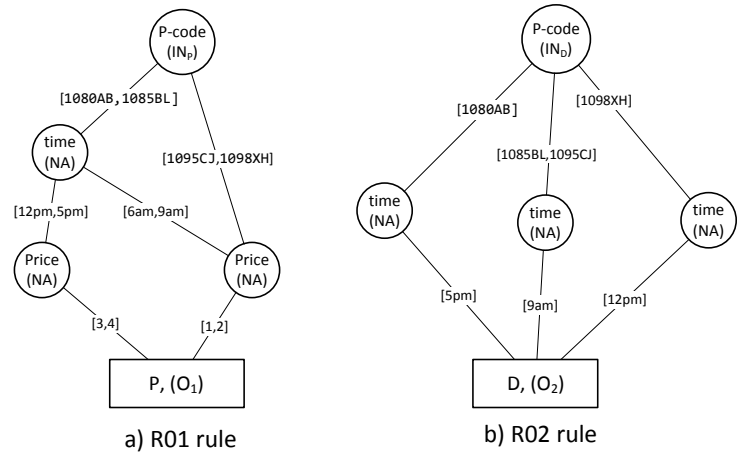 P-code
(IN_P)
[1080AB,1085BL]
time
(NA)
[1095CJ,1098XH]
[12pm,5pm]
[6am,9am]
Price
(NA)
Price
(NA)
[3,4]
[1,2]
P, (O₁)
a) R01 rule
P-code
(IN_D)
[1080AB]
[1098XH]
[1085BL,1095CJ]
time
(NA)
time
(NA)
time
(NA)
[5pm]
[9am]
[12pm]
D, (O₂)
b) R02 rule